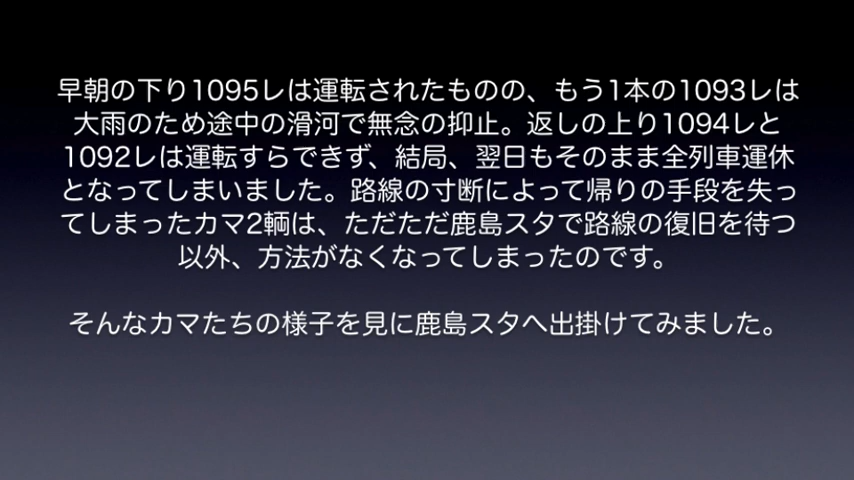 早朝の下り1095レは運転されたものの、もう1本の1093レは
大雨のため途中の滑河で無念の抑止。返しの上り1094レと
1092レは運転すらできず、結局、翌日もそのまま全列車運休
となってしまいました。路線の寸断によって帰りの手段を失っ
てしまったカマ2輌は、ただただ鹿島スタで路線の復旧を待つ
以外、方法がなくなってしまったのです。
そんなカマたちの様子を見に鹿島スタへ出掛けてみました。